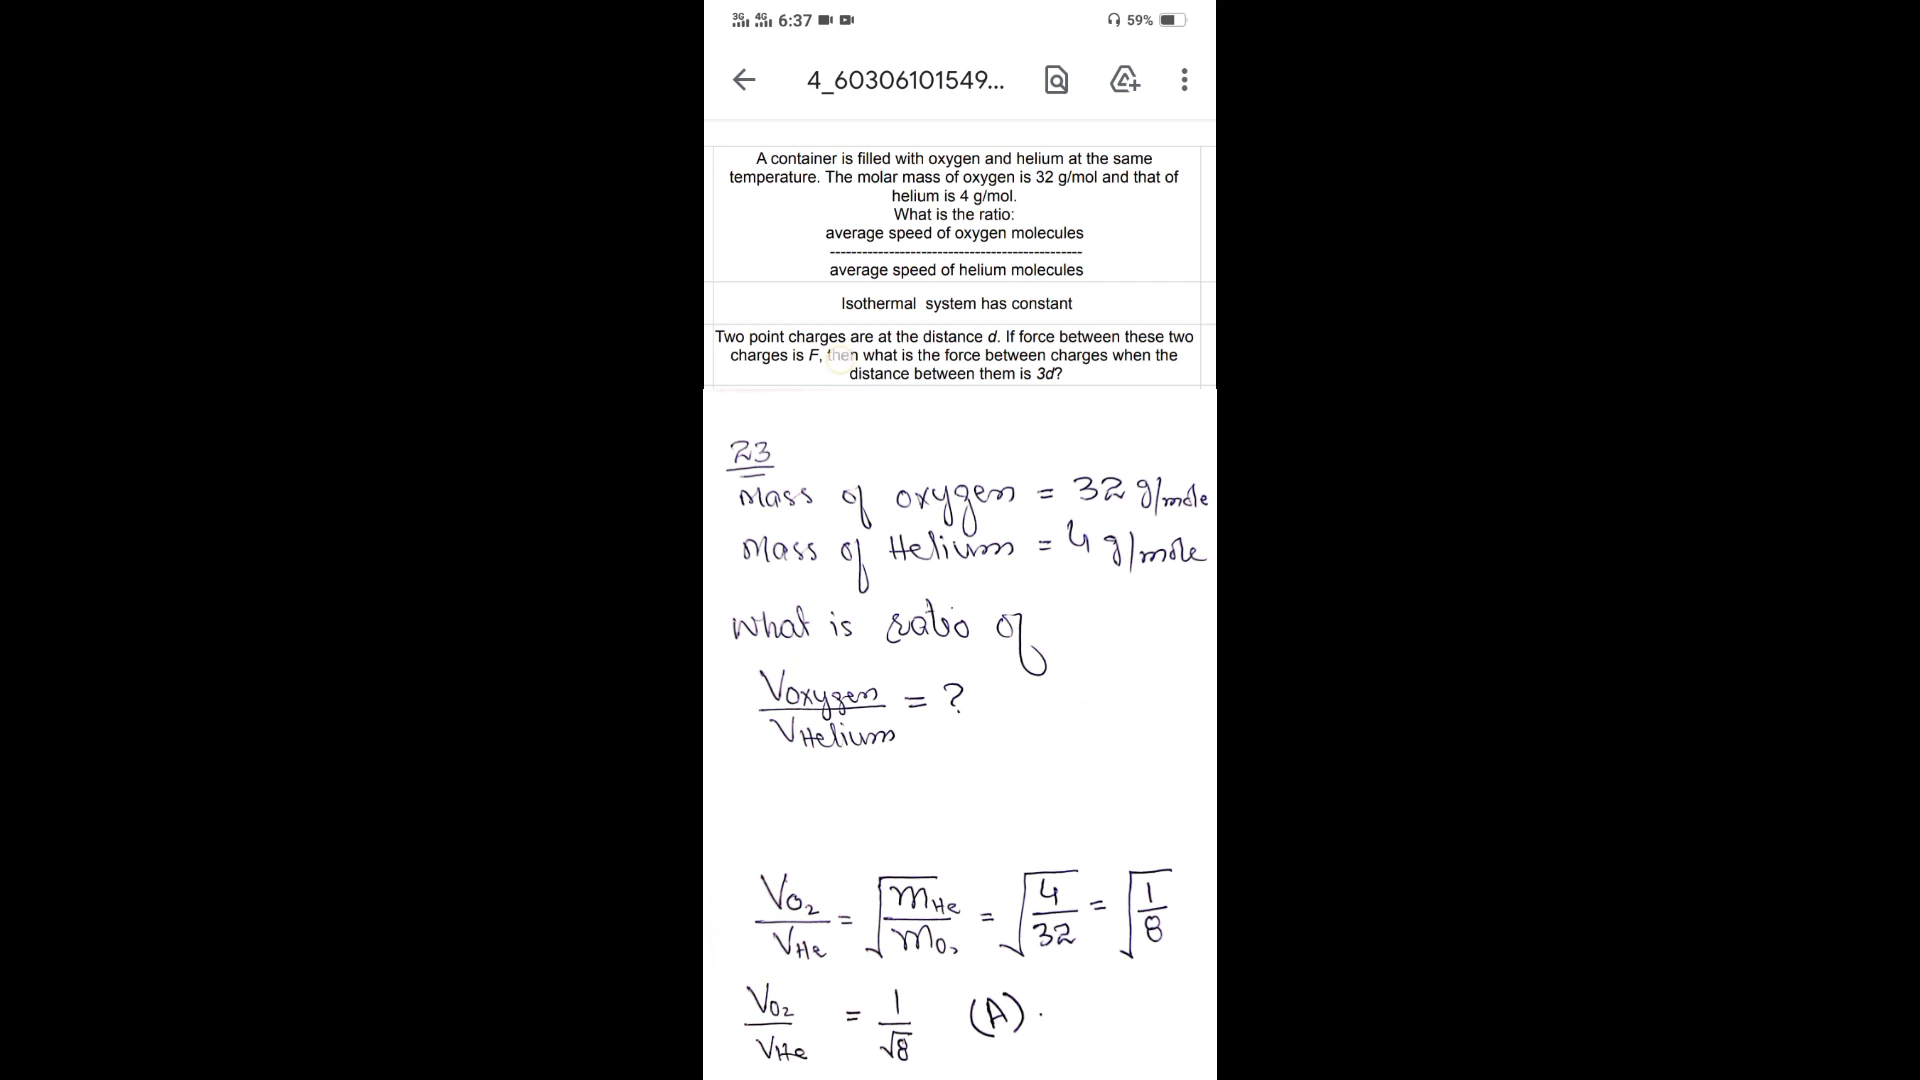 3G 4G 6:37 59%
4_60306101549...
A container is filled with oxygen and helium at the same
temperature. The molar mass of oxygen is 32 g/mol and that of
helium is 4 g/mol.
What is the ratio:
average speed of oxygen molecules
-----------------------------------------------
average speed of helium molecules
Isothermal system has constant
Two point charges are at the distance d. If force between these two
charges is F, then what is the force between charges when the
distance between them is 3d?
23
Mass of oxygen = 32 g/mole
Mass of Helium = 4 g/mole
What is ratio of
Voxygen/VHelium = ?
VO₂/VHe = √(mHe/mO₂) = √(4/32) = √(1/8)
VO₂/VHe = 1/√8 (A).